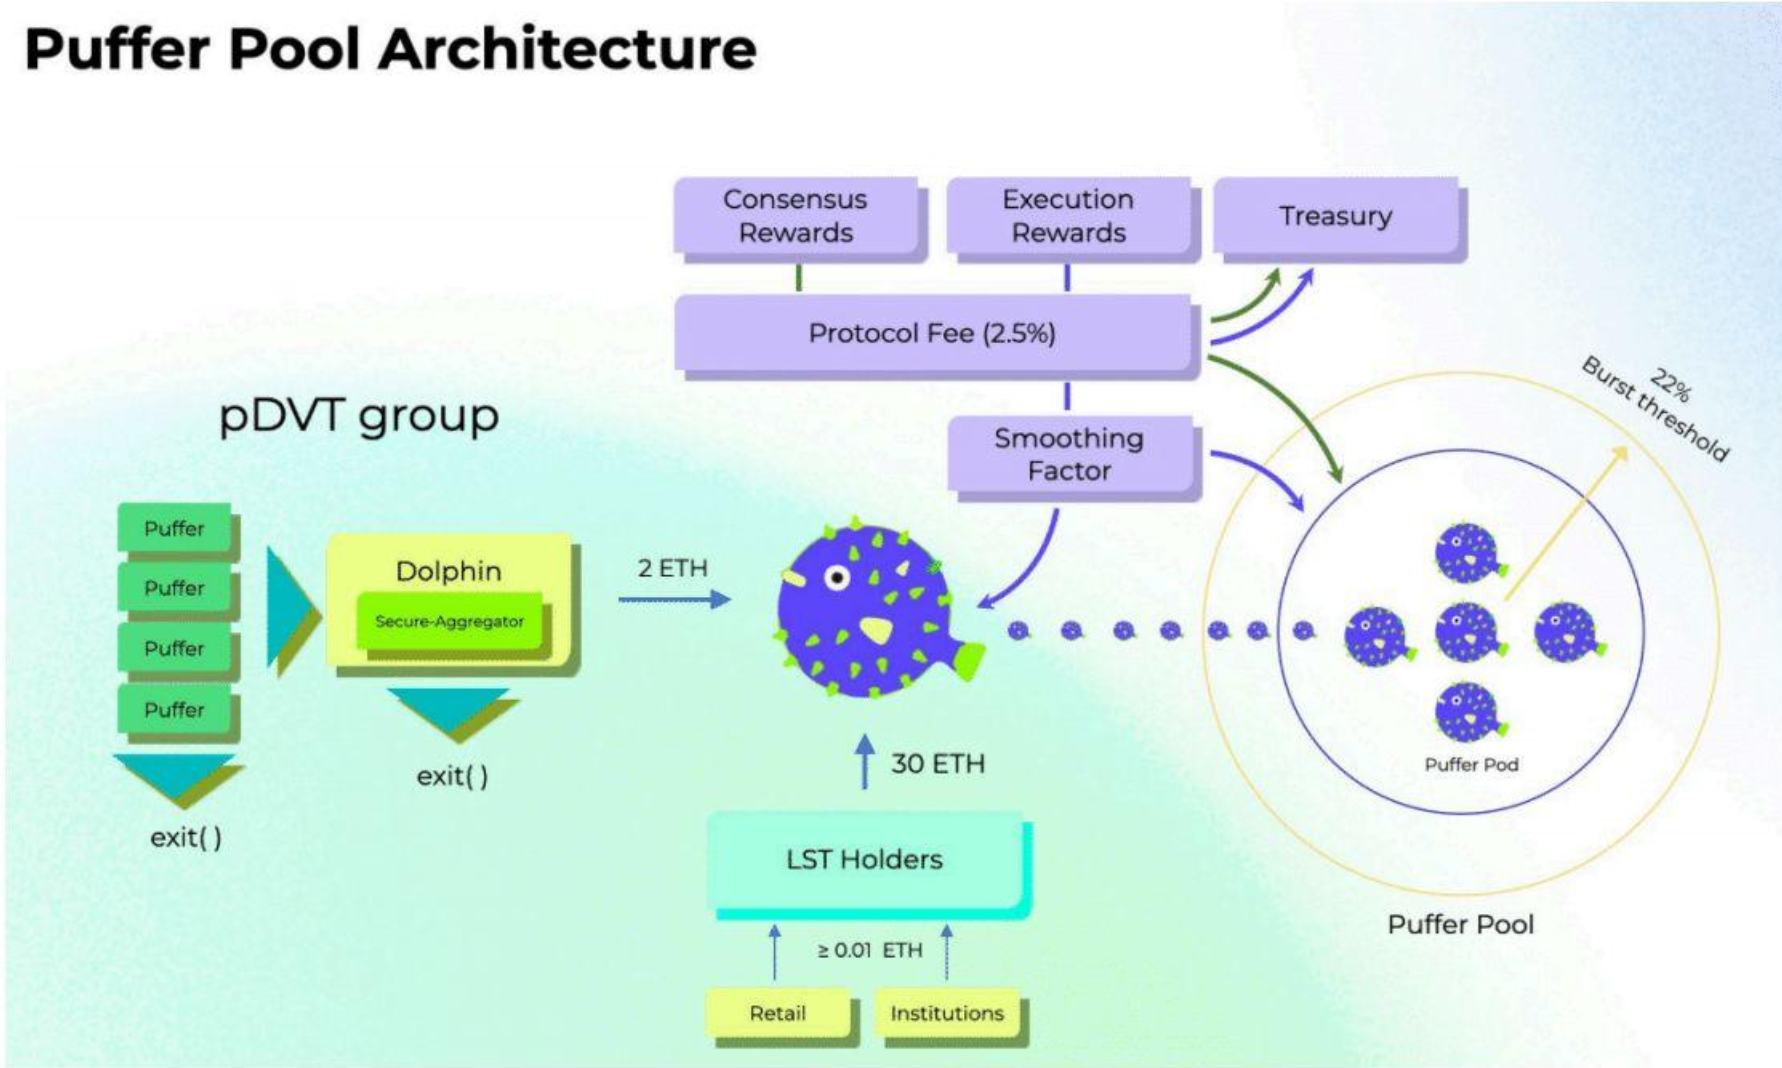 Puffer Pool Architecture
Consensus
Rewards
Execution
Rewards
Treasury
Protocol Fee (2.5%)
Smoothing
Factor
22%
Burst threshold
pDVT group
Puffer
Puffer
Puffer
Puffer
exit( )
Dolphin
Secure-Aggregator
exit( )
2 ETH
30 ETH
LST Holders
≥ 0.01 ETH
Retail
Institutions
Puffer Pod
Puffer Pool